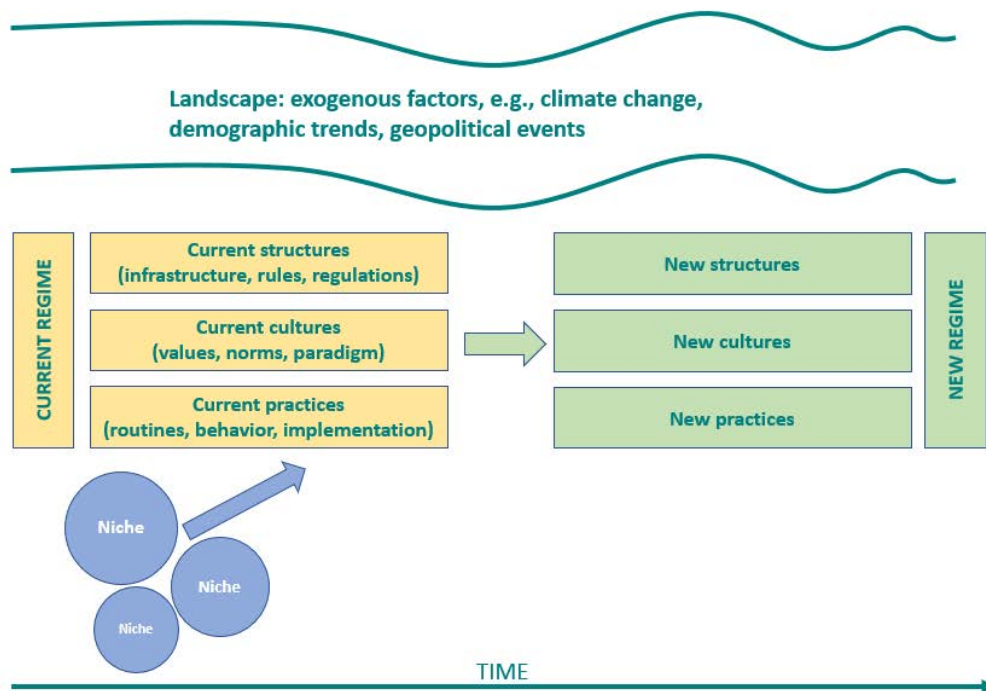 Landscape: exogenous factors, e.g., climate change,
demographic trends, geopolitical events
CURRENT REGIME
Current structures
(infrastructure, rules, regulations)
Current cultures
(values, norms, paradigm)
Current practices
(routines, behavior, implementation)
New structures
New cultures
New practices
NEW REGIME
Niche
Niche
Niche
TIME